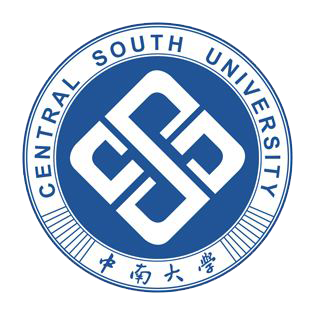 CENTRAL SOUTH UNIVERSITY
中南大学